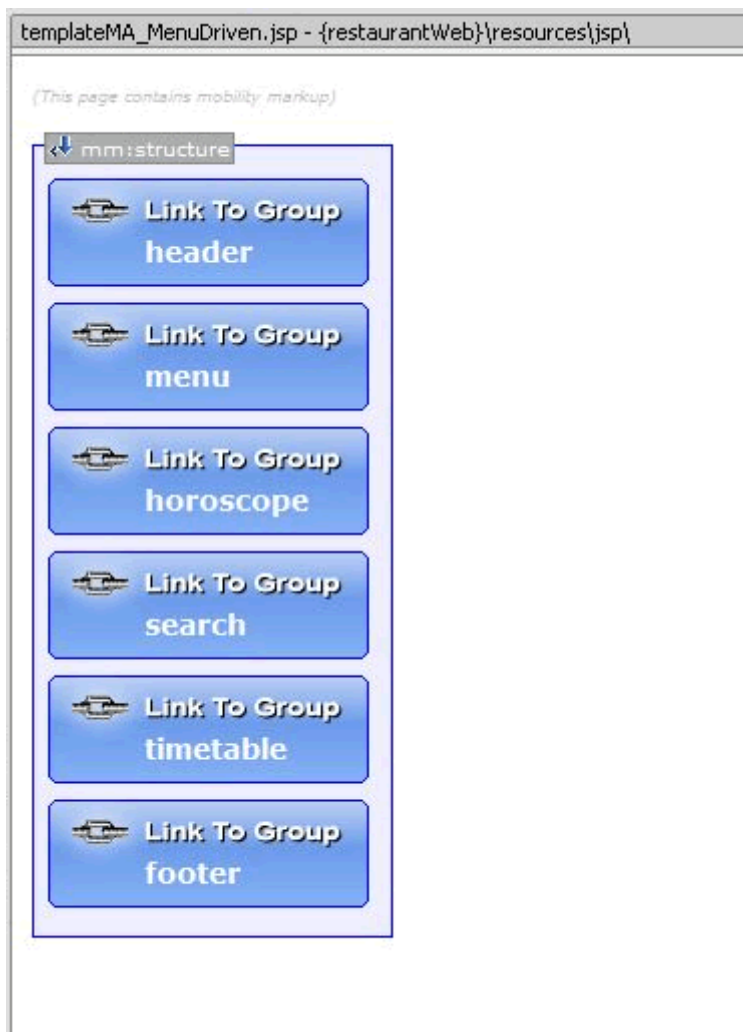 templateMA_MenuDriven.jsp - {restaurantWeb}\resources\jsp\
(This page contains mobility markup)
mm:structure
Link To Group
header
Link To Group
menu
Link To Group
horoscope
Link To Group
search
Link To Group
timetable
Link To Group
footer